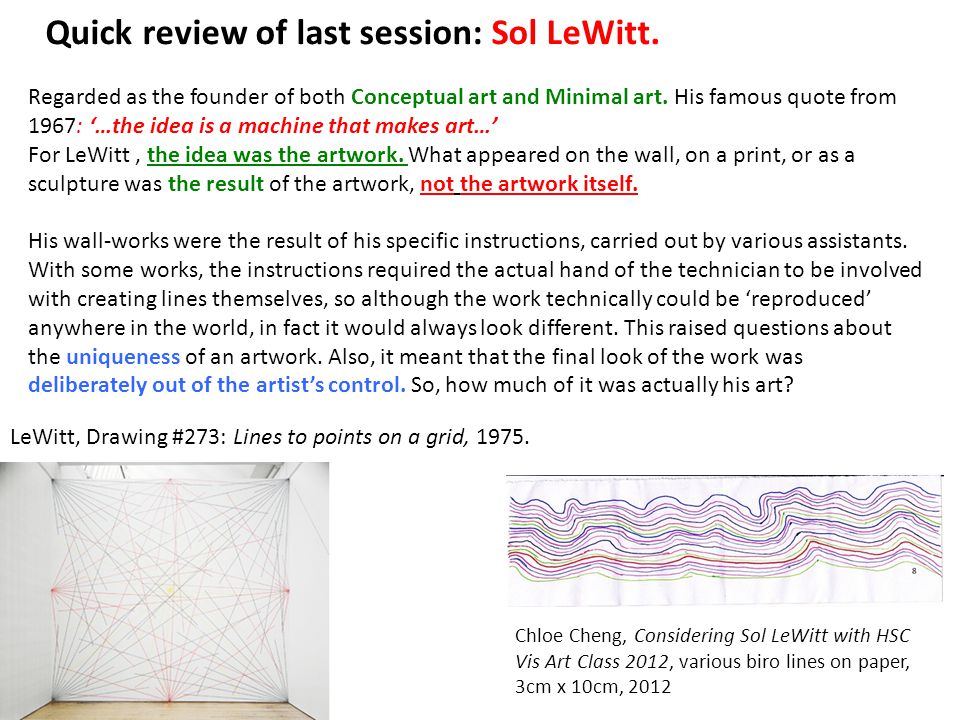 Quick review of last session: Sol LeWitt.
Regarded as the founder of both Conceptual art and Minimal art. His famous quote from
1967: ‘…the idea is a machine that makes art…’
For LeWitt , the idea was the artwork. What appeared on the wall, on a print, or as a
sculpture was the result of the artwork, not the artwork itself.
His wall-works were the result of his specific instructions, carried out by various assistants.
With some works, the instructions required the actual hand of the technician to be involved
with creating lines themselves, so although the work technically could be ‘reproduced’
anywhere in the world, in fact it would always look different. This raised questions about
the uniqueness of an artwork. Also, it meant that the final look of the work was
deliberately out of the artist’s control. So, how much of it was actually his art?
LeWitt, Drawing #273: Lines to points on a grid, 1975.
8
Chloe Cheng, Considering Sol LeWitt with HSC
Vis Art Class 2012, various biro lines on paper,
3cm x 10cm, 2012